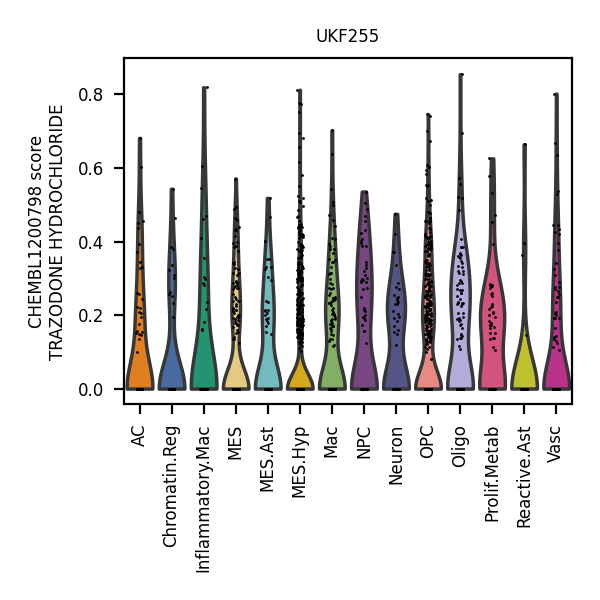 UKF255
CHEMBL1200798 score
TRAZODONE HYDROCHLORIDE
0.8
0.6
0.4
0.2
0.0
AC
Chromatin.Reg
Inflammatory.Mac
MES
MES.Ast
MES.Hyp
Mac
NPC
Neuron
OPC
Oligo
Prolif.Metab
Reactive.Ast
Vasc